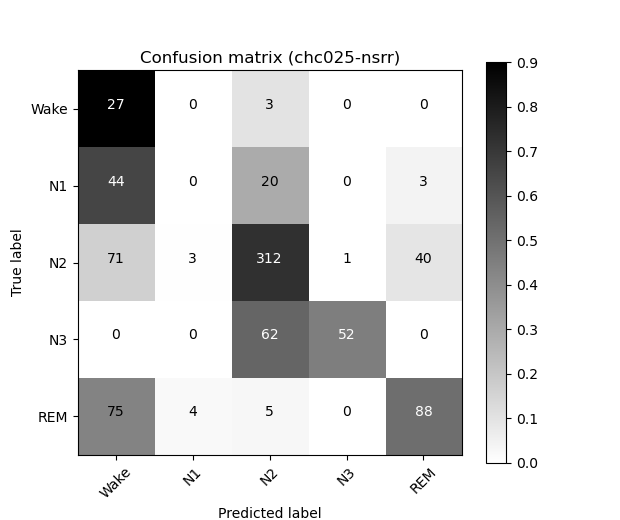 Confusion matrix (chc025-nsrr)
Wake 27 0 3 0 0
N1 44 0 20 0 3
N2 71 3 312 1 40
N3 0 0 62 52 0
REM 75 4 5 0 88
Wake N1 N2 N3 REM
True label
Predicted label
0.9
0.8
0.7
0.6
0.5
0.4
0.3
0.2
0.1
0.0